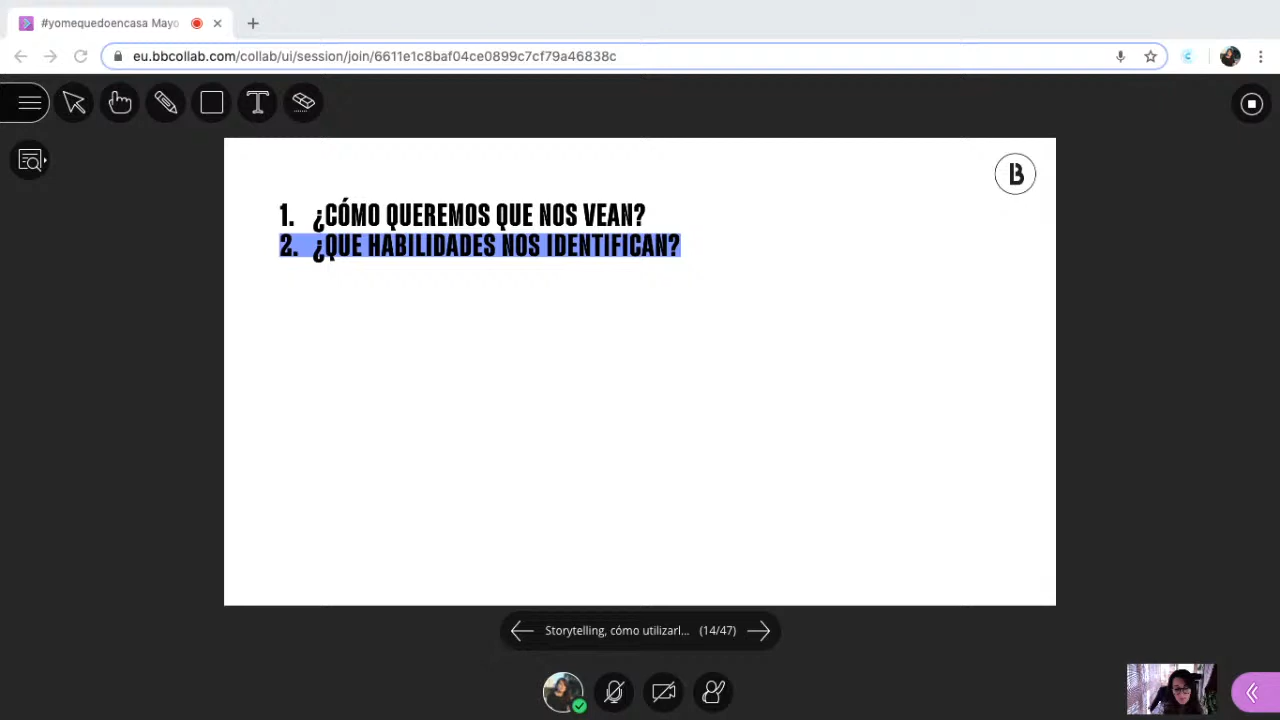 #yomequedoencasa Mayo
eu.bbcollab.com/collab/ui/session/join/6611e1c8baf04ce0899c7cf79a46838c
B
1. ¿CÓMO QUEREMOS QUE NOS VEAN?
2. ¿QUE HABILIDADES NOS IDENTIFICAN?
Storytelling, cómo utilizarl... (14/47)